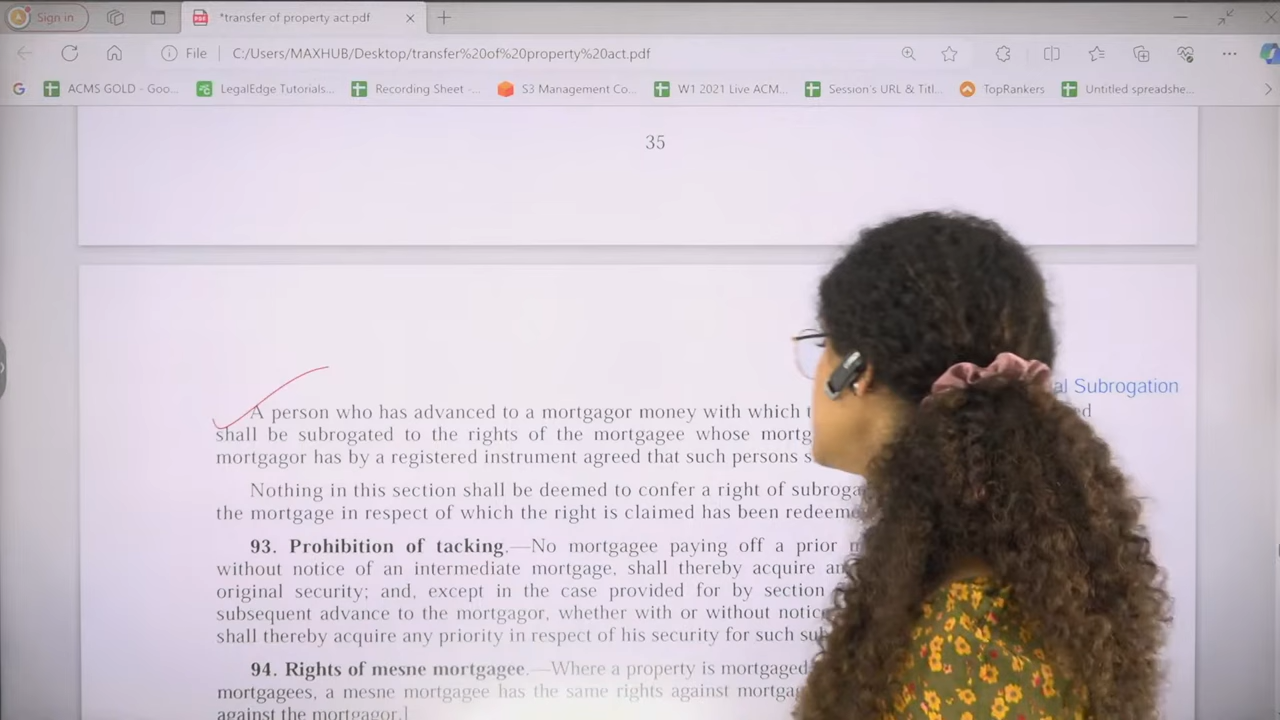 Sign in
*transfer of property act.pdf
File
C:/Users/MAXHUB/Desktop/transfer%20of%20property%20act.pdf
ACMS GOLD - Goo...
LegalEdge Tutorials...
Recording Sheet -...
S3 Management Co...
W1 2021 Live ACM...
Session's URL & Titl...
TopRankers
Untitled spreadshe...
35
al Subrogation
A person who has advanced to a mortgagor money with which
shall be subrogated to the rights of the mortgagee whose mortg
mortgagor has by a registered instrument agreed that such persons s
Nothing in this section shall be deemed to confer a right of subroga
the mortgage in respect of which the right is claimed has been redeeme
93. Prohibition of tacking.—No mortgagee paying off a prior m
without notice of an intermediate mortgage, shall thereby acquire an
original security; and, except in the case provided for by section
subsequent advance to the mortgagor, whether with or without notic
shall thereby acquire any priority in respect of his security for such su
94. Rights of mesne mortgagee.—Where a property is mortgaged
mortgagees, a mesne mortgagee has the same rights against mortga
against the mortgagor.]